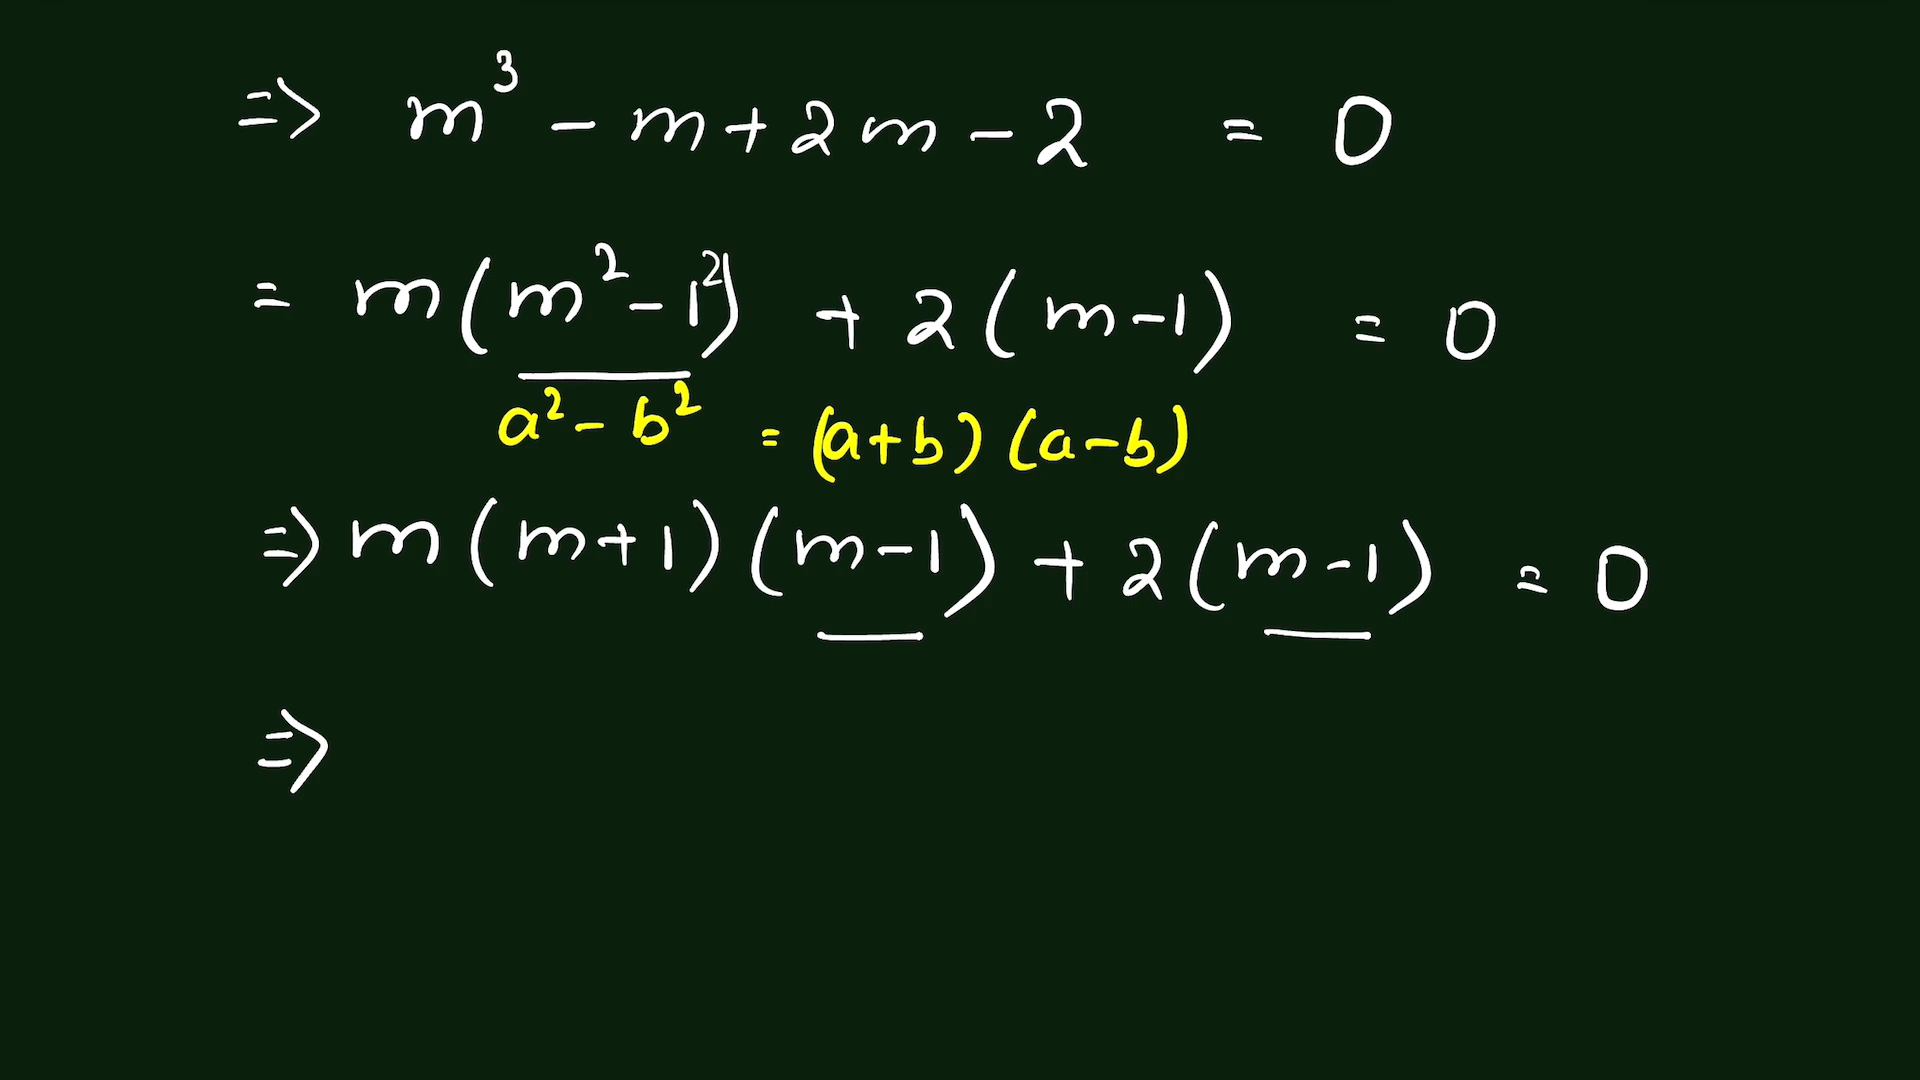 => m³ - m + 2m - 2 = 0
= m(m² - 1²) + 2(m-1) = 0
a² - b² = (a+b) (a-b)
=> m(m+1)(m-1) + 2(m-1) = 0
=>